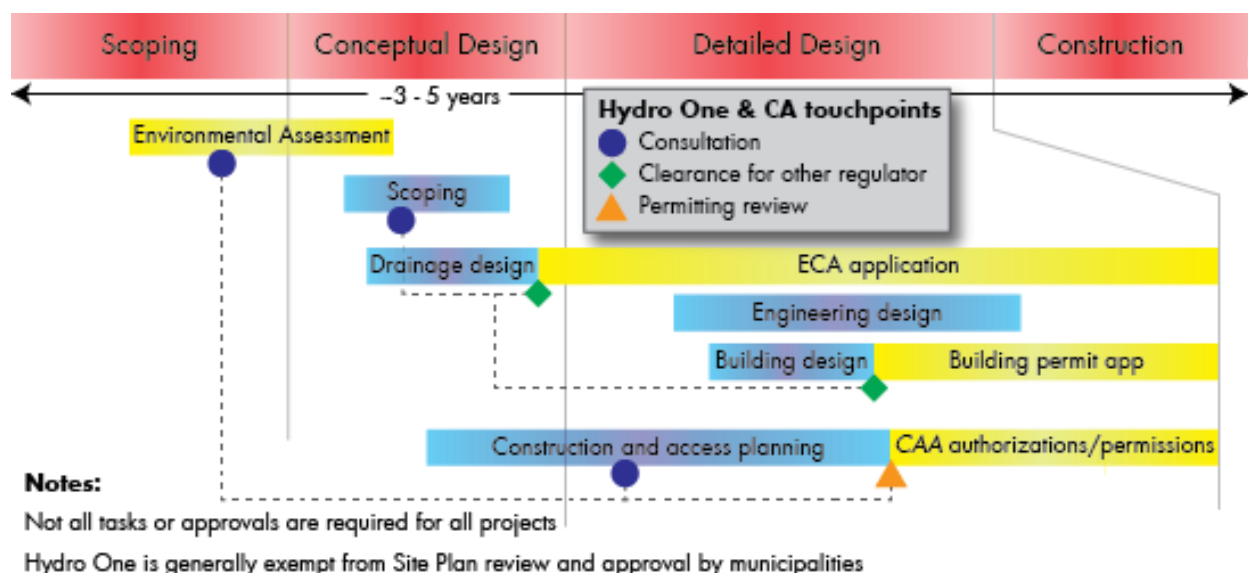 Scoping
Conceptual Design
Detailed Design
Construction
~3 - 5 years
Hydro One & CA touchpoints
Consultation
Clearance for other regulator
Permitting review
Environmental Assessment
Scoping
Drainage design
ECA application
Engineering design
Building design
Building permit app
Construction and access planning
CAA authorizations/permissions
Notes:
Not all tasks or approvals are required for all projects
Hydro One is generally exempt from Site Plan review and approval by municipalities